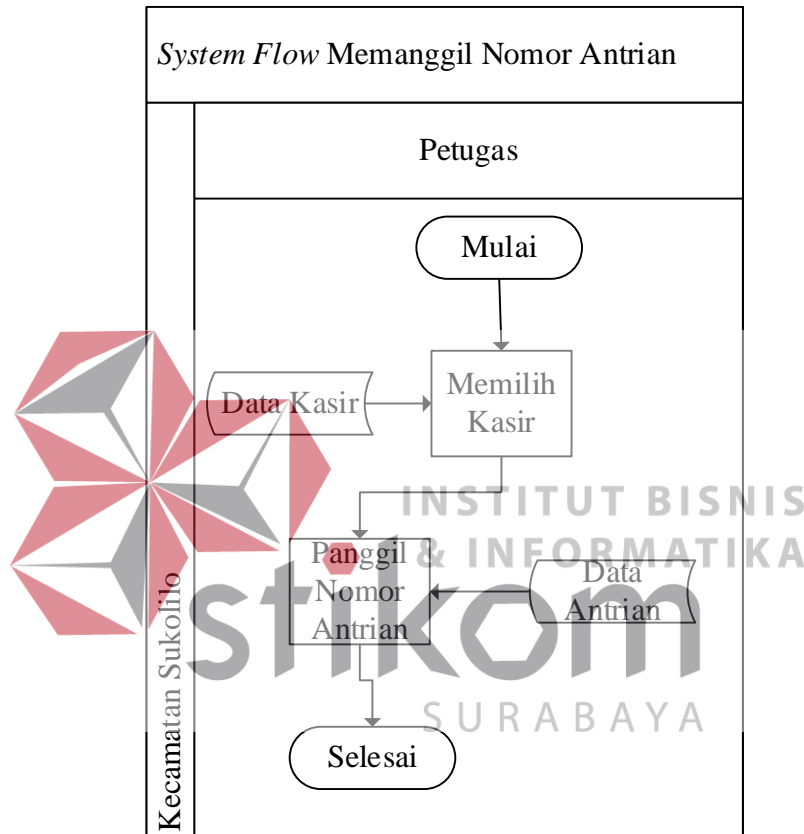 System Flow Memanggil Nomor Antrian
Petugas
Kecamatan Sukolilo
Mulai
Data Kasir
Memilih
Kasir
INSTITUT BISNIS
& INFORMATIKA
Panggil
Nomor
Antrian
Data
Antrian
stikom
SURABAYA
Selesai